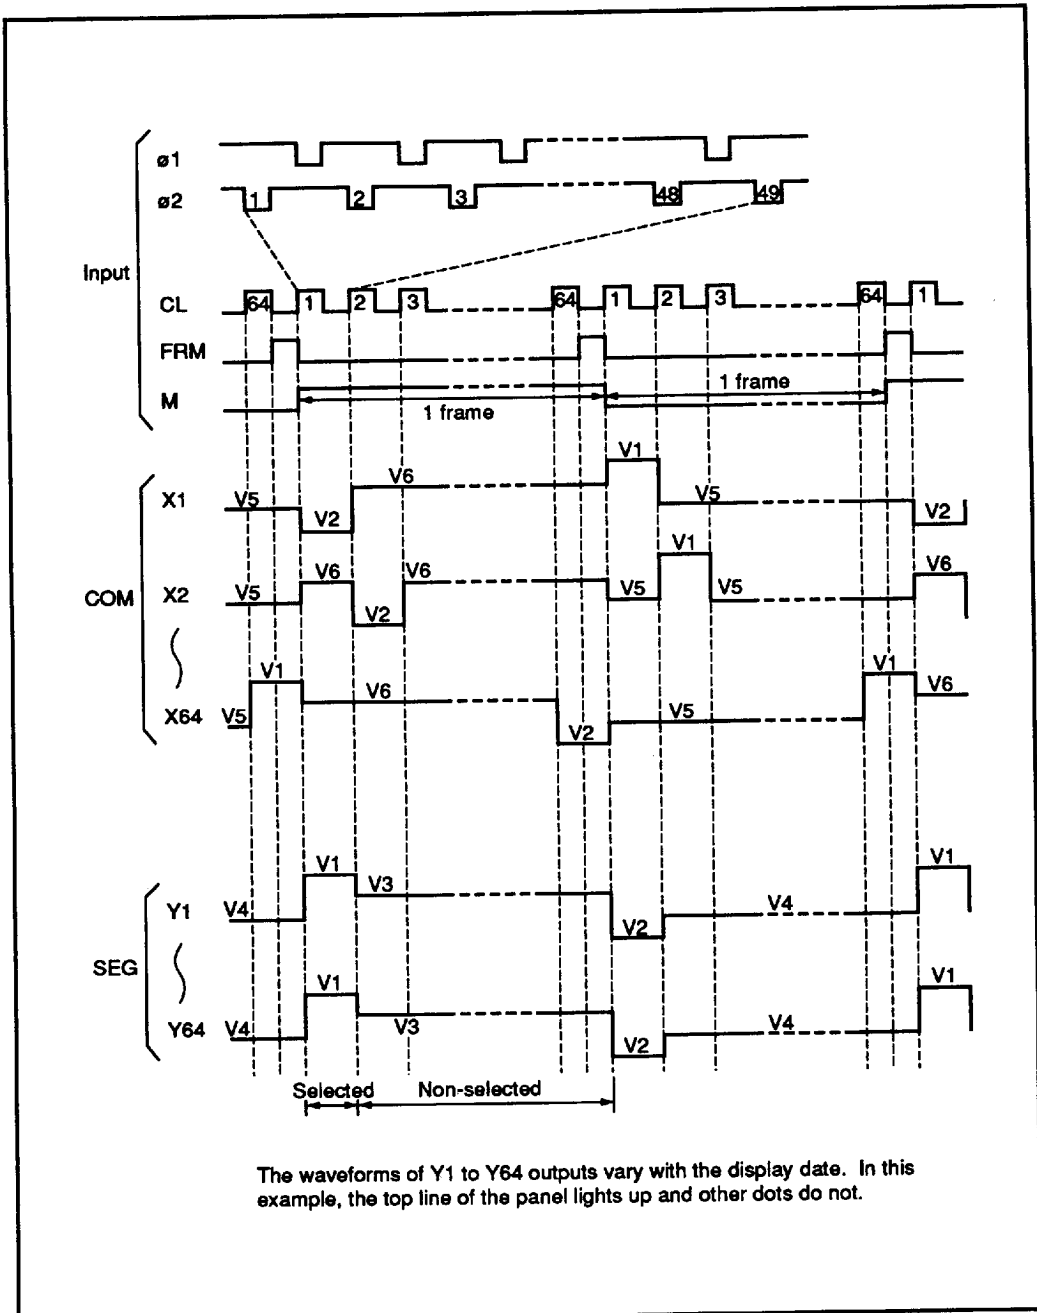 ø1
ø2 1 2 3 48 49
Input
CL 64 1 2 3 64 1 2 3 64 1
FRM
M 1 frame 1 frame
COM
X1 V5 V2 V6 V1 V5 V2
X2 V5 V6 V2 V6 V5 V1 V5 V6
X64 V5 V1 V6 V2 V5 V1 V6
SEG
Y1 V4 V1 V3 V2 V4 V1
Y64 V4 V1 V3 V2 V4 V1
Selected Non-selected
The waveforms of Y1 to Y64 outputs vary with the display date. In this
example, the top line of the panel lights up and other dots do not.